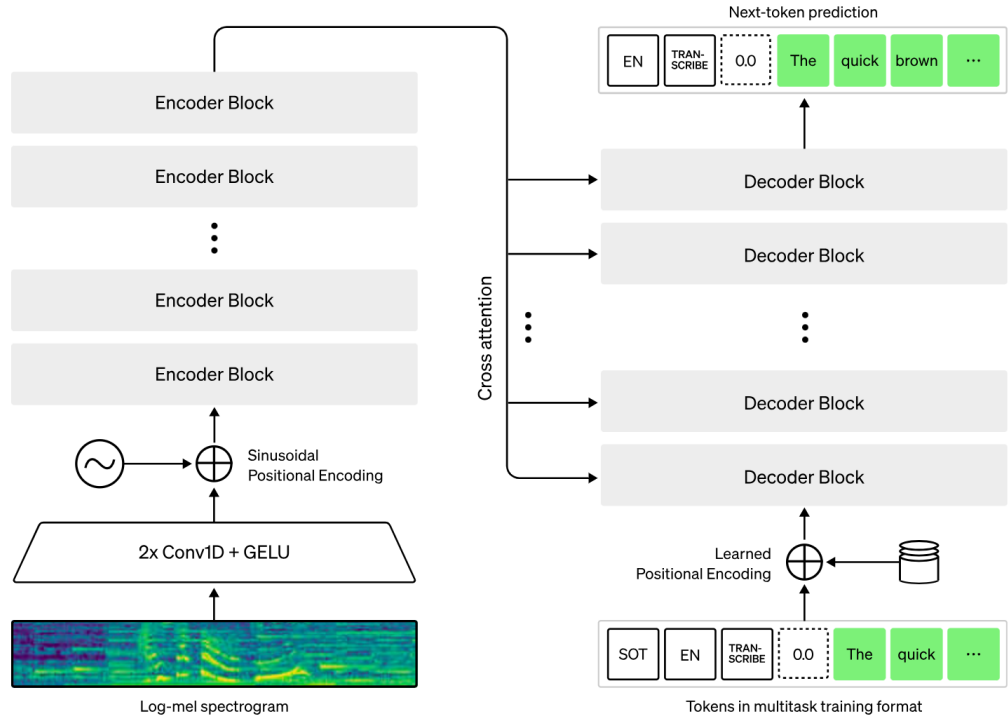 Next-token prediction
EN TRAN-SCRIBE 0.0 The quick brown ...
Encoder Block
Encoder Block
Encoder Block
Encoder Block
Sinusoidal
Positional Encoding
2x Conv1D + GELU
Log-mel spectrogram
Cross attention
Decoder Block
Decoder Block
Decoder Block
Decoder Block
Learned
Positional Encoding
SOT EN TRAN-SCRIBE 0.0 The quick ...
Tokens in multitask training format